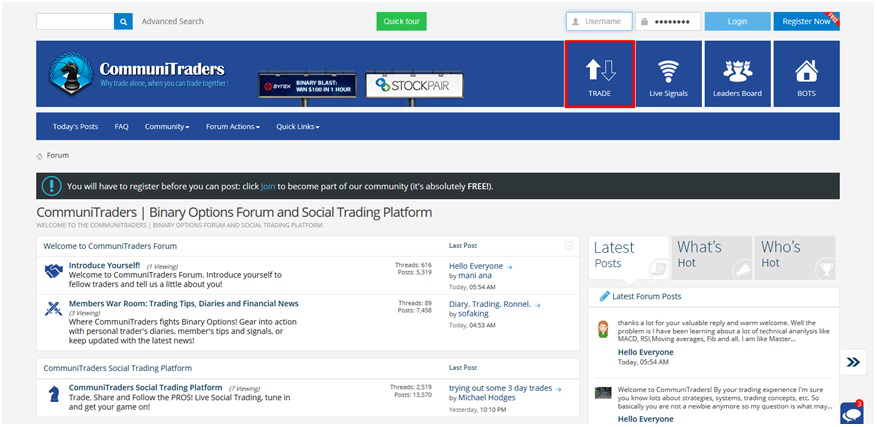 Advanced Search
Quick tour
Username
Login
Register Now
FREE
CommuniTraders
Why trade alone, when you can trade together!
ayrex
BINARY BLAST:
WIN $100 IN 1 HOUR
STOCKPAIR
TRADE
Live Signals
Leaders Board
BOTS
Today's Posts
FAQ
Community
Forum Actions
Quick Links
Forum
You will have to register before you can post: click Join to become part of our community (it's absolutely FREE!).
CommuniTraders | Binary Options Forum and Social Trading Platform
WELCOME TO THE COMMUNITRADERS | BINARY OPTIONS FORUM AND SOCIAL TRADING PLATFORM.
Welcome to CommuniTraders Forum
Last Post
Introduce Yourself! (1 Viewing)
Welcome to CommuniTraders Forum. Introduce yourself to
fellow traders and tell us a little about you!
Threads: 616
Posts: 5,319
Hello Everyone
by mani ana
Today, 05:54 AM
Members War Room: Trading Tips, Diaries and Financial News
(3 Viewing)
Where CommuniTraders fights Binary Options! Gear into action
with personal trader's diaries, member's tips and signals, or
keep updated with the latest news!
Threads: 89
Posts: 7,458
Diary. Trading. Ronnel.
by sofaking
Today, 04:53 AM
CommuniTraders Social Trading Platform
Last Post
CommuniTraders Social Trading Platform (7 Viewing)
Trade, Share and Follow the PROS! Live Social Trading, tune in
and get your game on!
Threads: 2,519
Posts: 13,570
trying out some 3 day trades
by Michael Hodges
Yesterday, 10:10 PM
Latest
Posts
What's
Hot
Who's
Hot
Latest Forum Posts
thanks a lot for your valuable reply and warm welcome. Well the
problem is I have been learning about a lot of technical ananlysis like
MACD, RSI,Moving averages, Fib and all. I am like Master...
Hello Everyone
Today, 05:54 AM
Welcome to CommuniTraders! By your trading experience I'm sure
you know lots about strategies, systems, trading concepts, etc. So
basically you are not a newbie anymore so my question is what may...
Hello Everyone
3